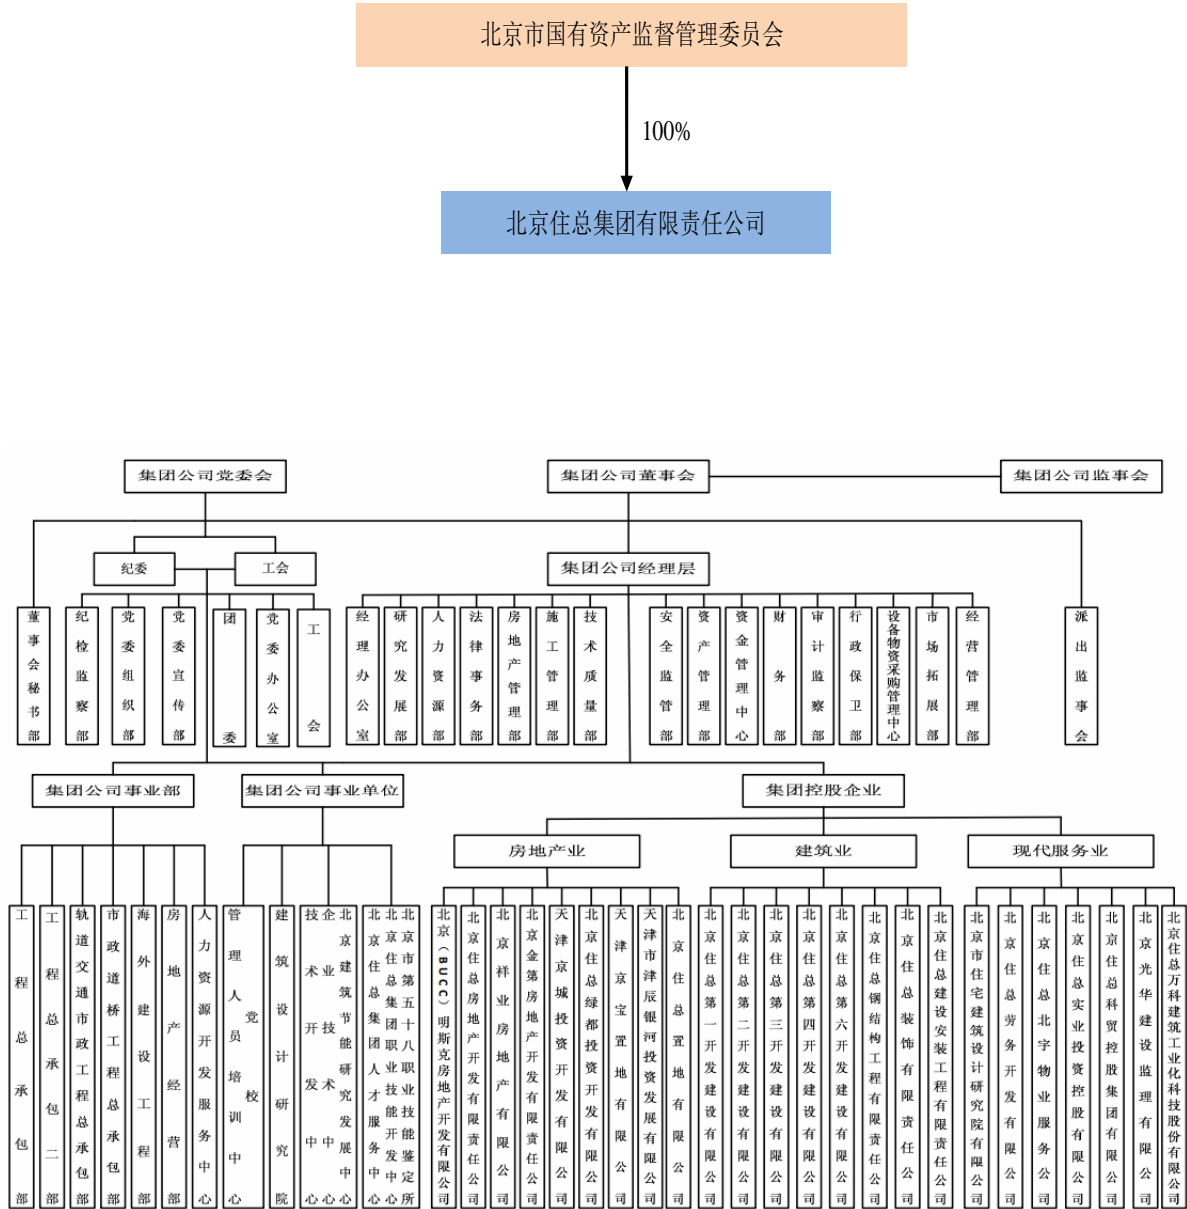 北京市国有资产监督管理委员会
100%
北京住总集团有限责任公司
集团公司党委会
集团公司董事会
集团公司监事会
纪委
工会
集团公司经理层
董事会秘书部
纪检监察部
党委组织部
党委宣传部
团委
党委办公室
工会
经理办公室
研究发展部
人力资源部
法律事务部
房地产管理部
施工管理部
技术质量部
安全监管部
资产管理部
资金管理中心
财务部
审计监察部
行政保卫部
设备物资采购管理中心
市场拓展部
经营管理部
派出监事会
集团公司事业部
集团公司事业单位
集团控股企业
房地产业
建筑业
现代服务业
工程总承包部
工程总承包二部
轨道交通市政工程总承包部
市政道桥工程总承包部
海外建设工程部
房地产经营部
人力资源开发服务中心
管理人员培训中心
党校
建筑设计研究院
技术开发中心
企业技术中心
北京建筑节能研究发展中心
北京住总集团人才服务中心
北京住总集团职业技能开发中心
北京市第五十八职业技能鉴定所
北京（BUCC）明斯克房地产开发有限公司
北京住总房地产开发有限责任公司
北京祥业房地产有限公司
北京金第房地产开发有限责任公司
天津京城投资开发有限公司
北京住总绿都投资开发有限公司
天津京宝置地有限公司
天津市津辰银河投资发展有限公司
北京住总置地有限公司
北京住总第一开发建设有限公司
北京住总第二开发建设有限公司
北京住总第三开发建设有限公司
北京住总第四开发建设有限公司
北京住总第六开发建设有限公司
北京住总钢结构工程有限责任公司
北京住总装饰有限责任公司
北京住总建设安装工程有限责任公司
北京市住宅建筑设计研究院有限公司
北京住总劳务开发有限公司
北京住总北宇物业服务公司
北京住总实业投资控股有限公司
北京住总科贸控股集团有限公司
北京光华建设监理有限公司
北京住总万科建筑工业化科技股份有限公司